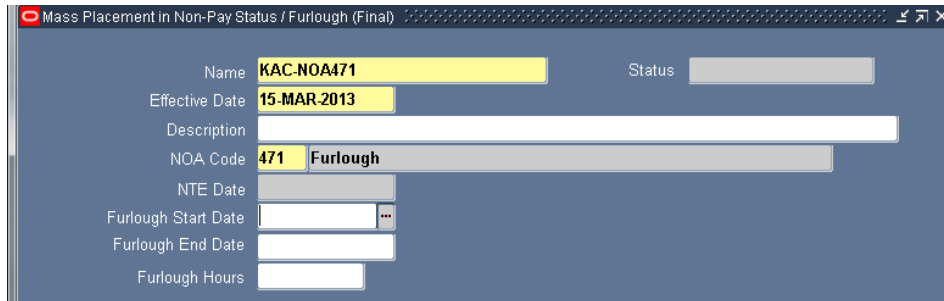 Mass Placement in Non-Pay Status / Furlough (Final)
Name KAC-NOA471 Status
Effective Date 15-MAR-2013
Description
NOA Code 471 Furlough
NTE Date
Furlough Start Date ...
Furlough End Date
Furlough Hours